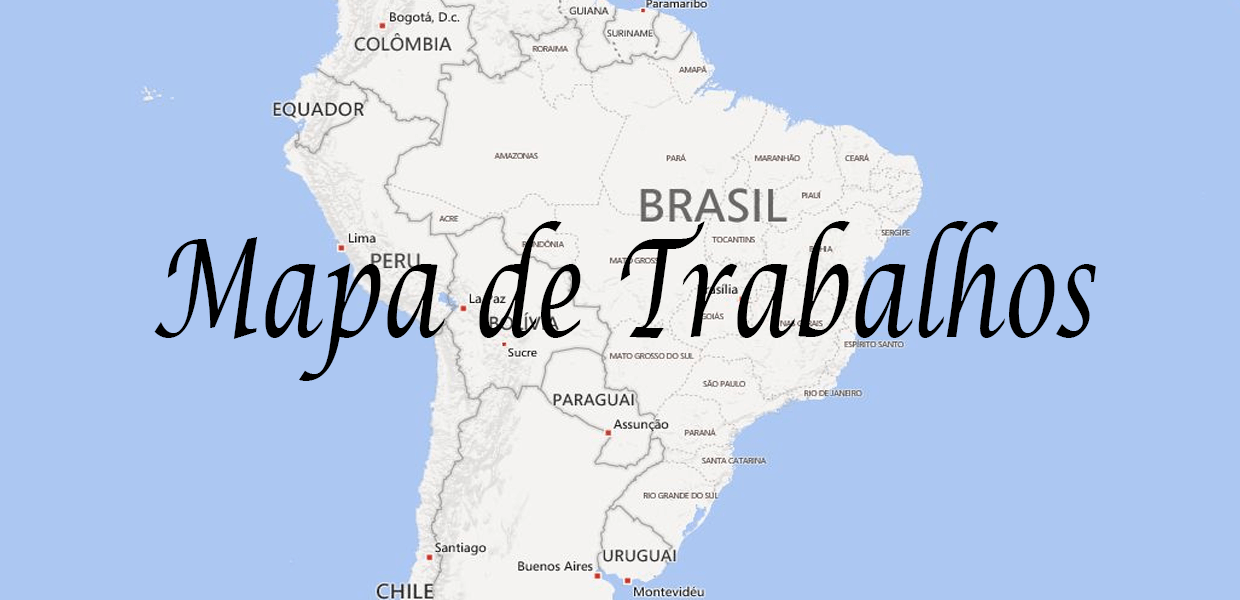 Paramaribo
Bogotá, D.c.
GUIANA
SURINAME
COLÔMBIA
RORAIMA
AMAPÁ
EQUADOR
AMAZONAS
PARÁ
MARANHÃO
CEARÁ
PIAUÍ
BRASIL
ACRE
SERGIPE
Lima
RONDÔNIA
TOCANTINS
BAHIA
PERU
MATO GROSSO
Mapa de Trabalhos
Brasília
La Paz
GOIÁS
BOLÍVIA
MINAS GERAIS
Sucre
ESPÍRITO SANTO
MATO GROSSO DO SUL
SÃO PAULO
RIO DE JANEIRO
PARAGUAI
Assunção
PARANÁ
SANTA CATARINA
RIO GRANDE DO SUL
Santiago
URUGUAI
Buenos Aires
CHILE
Montevidéu